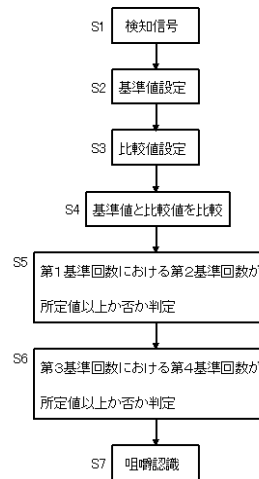 S1 検知信号
S2 基準値設定
S3 比較値設定
S4 基準値と比較値を比較
S5 第1基準回数における第2基準回数が
所定値以上か否か判定
S6 第3基準回数における第4基準回数が
所定値以上か否か判定
S7 咀嚼認識